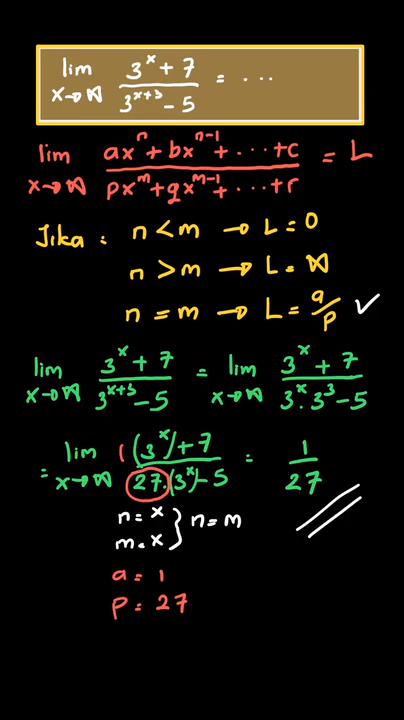 lim x→∞ (3^x + 7)/(3^(x+3) − 5) = ...
lim x→∞ (ax^n + bx^(n−1) + ... + c)/(px^m + qx^(m−1) + ... + r) = L
Jika : n < m → L = 0
n > m → L = ∞
n = m → L = a/p ✓
lim x→∞ (3^x + 7)/(3^(x+3) − 5) = lim x→∞ (3^x + 7)/(3^x . 3^3 − 5)
= lim x→∞ (1(3^x) + 7)/(27.(3^x) − 5) = 1/27
n = x
m = x } n = m
a = 1
p = 27